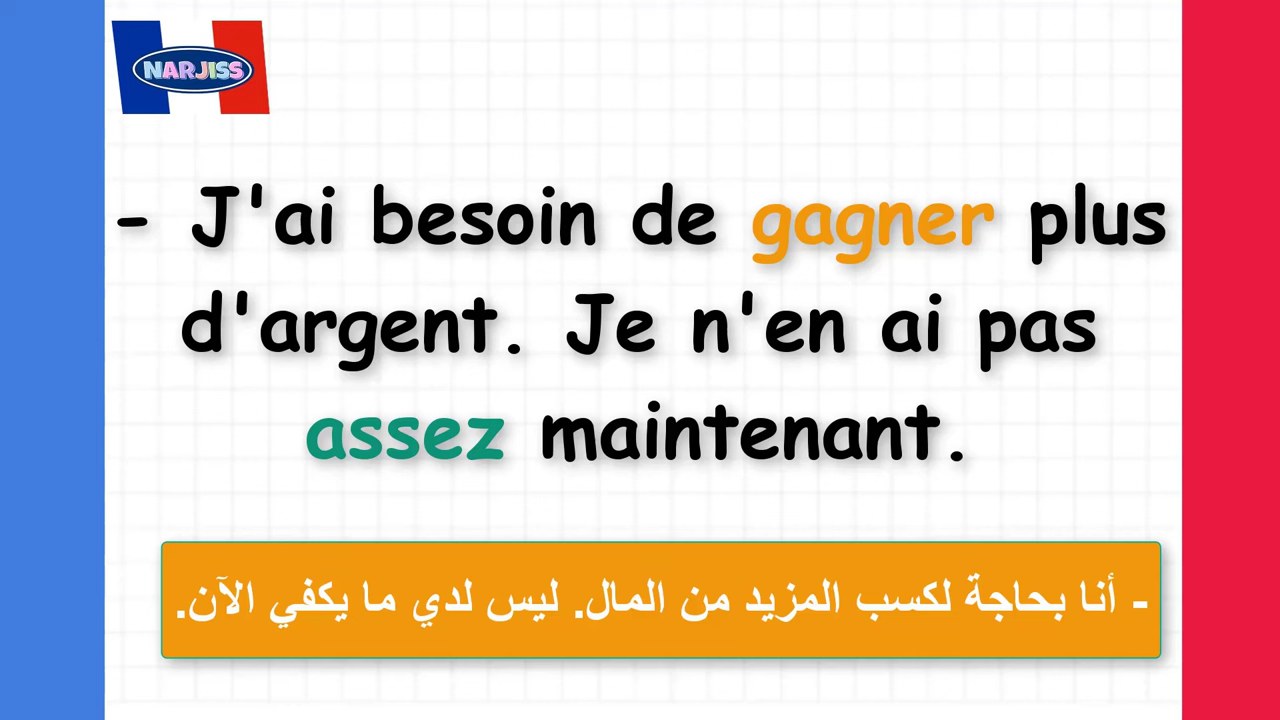 NARJISS
- J'ai besoin de gagner plus
d'argent. Je n'en ai pas
assez maintenant.
- أنا بحاجة لكسب المزيد من المال. ليس لدي ما يكفي الآن.